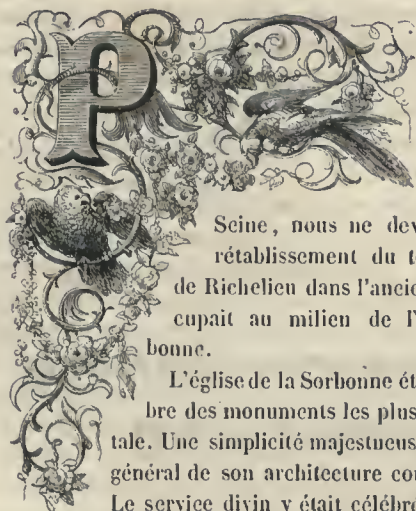 P
Seine, nous ne dev
rétablissement du t
de Richelieu dans l'ancie
cupait au milieu de l'
bonne.
L'église de la Sorbonne ét
bre des monuments les plus
tale. Une simplicité majestueus
général de son architecture co
Le service divin y était célébr